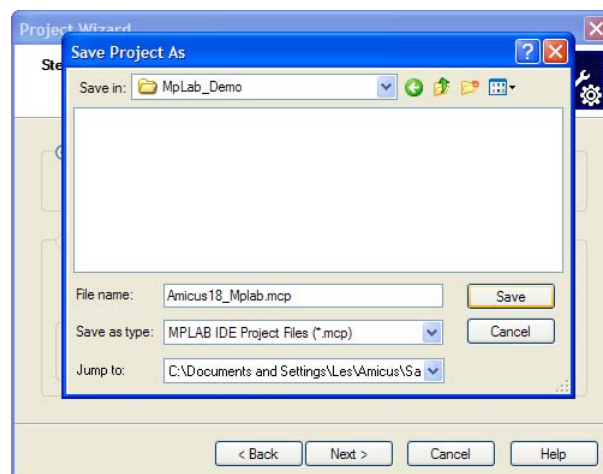 Project Wizard
Save Project As
Ste
Save in: MpLab_Demo
File name: Amicus18_Mplab.mcp
Save
Save as type: MPLAB IDE Project Files (*.mcp)
Cancel
Jump to: C:\Documents and Settings\Les\Amicus\Sa
< Back Next > Cancel Help